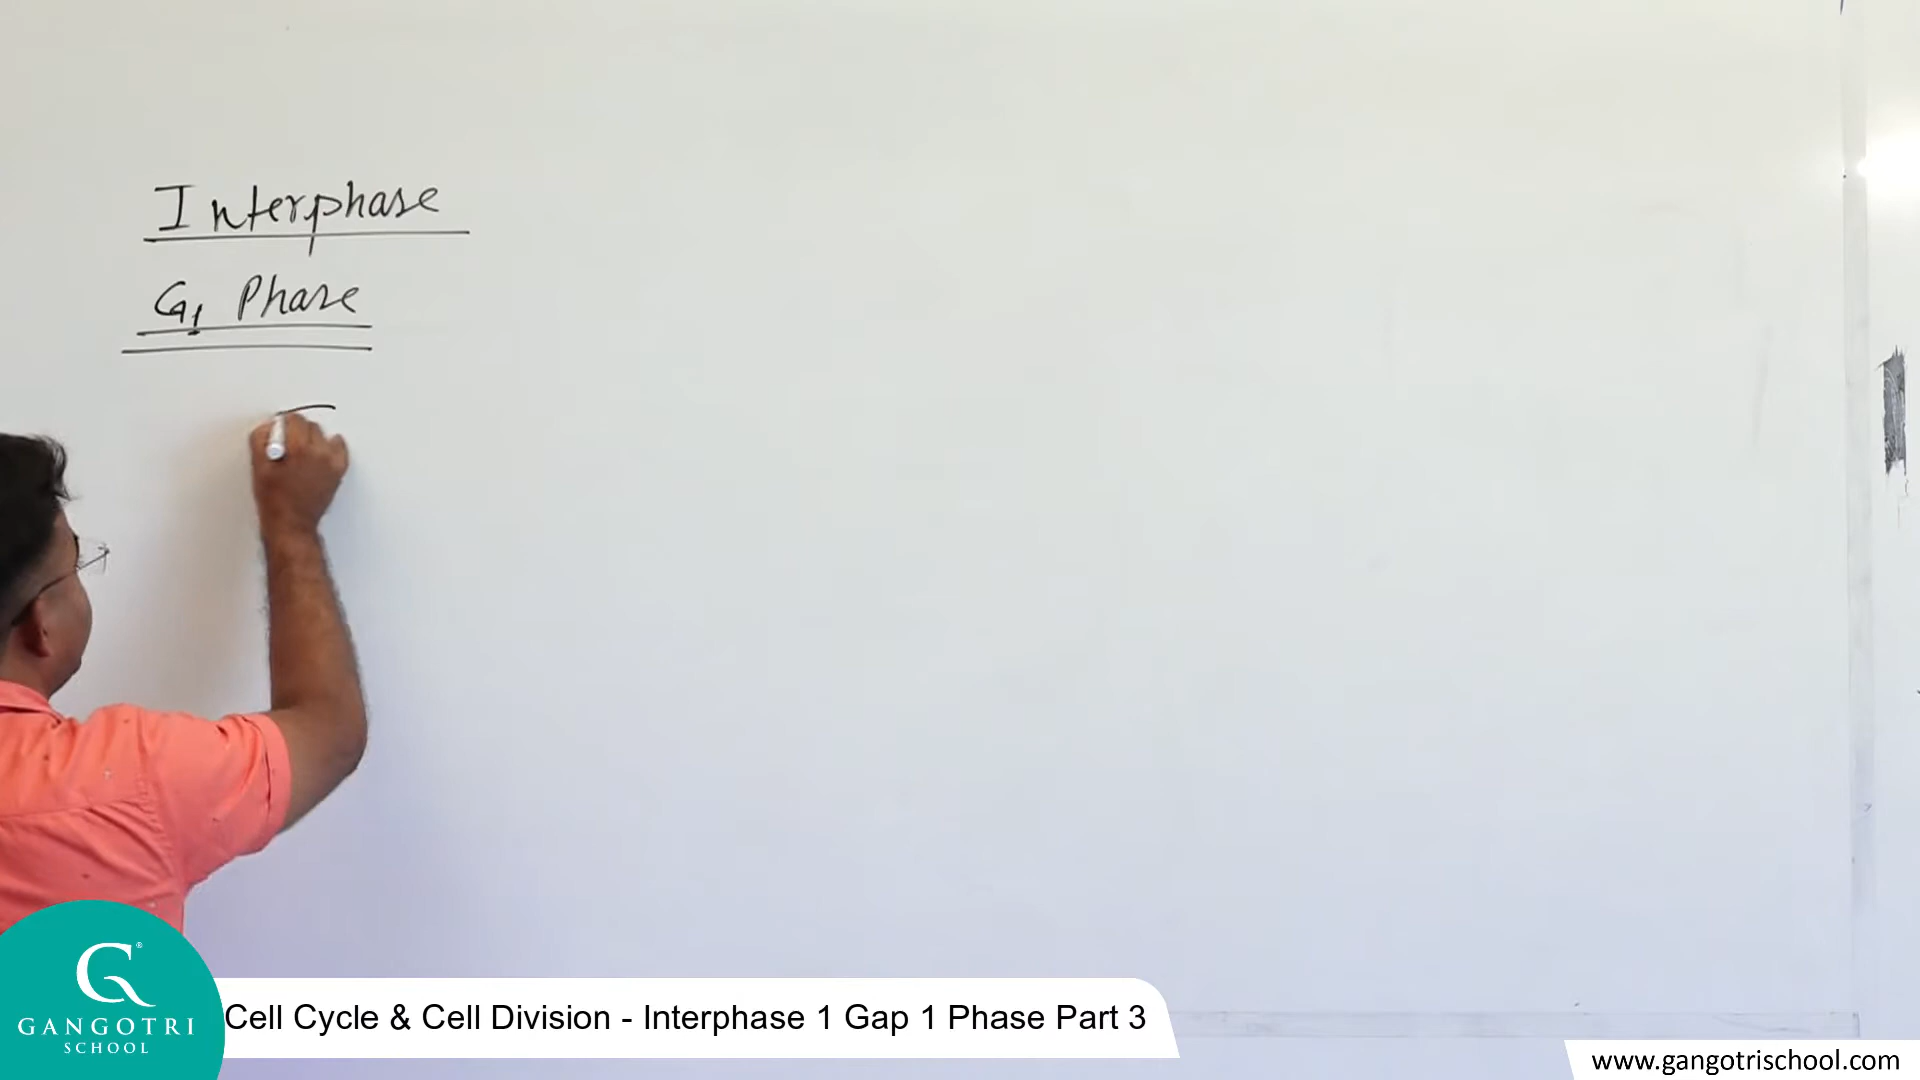 Interphase
G1 Phase
G®
GANGOTRI
SCHOOL
Cell Cycle & Cell Division - Interphase 1 Gap 1 Phase Part 3
www.gangotrischool.com